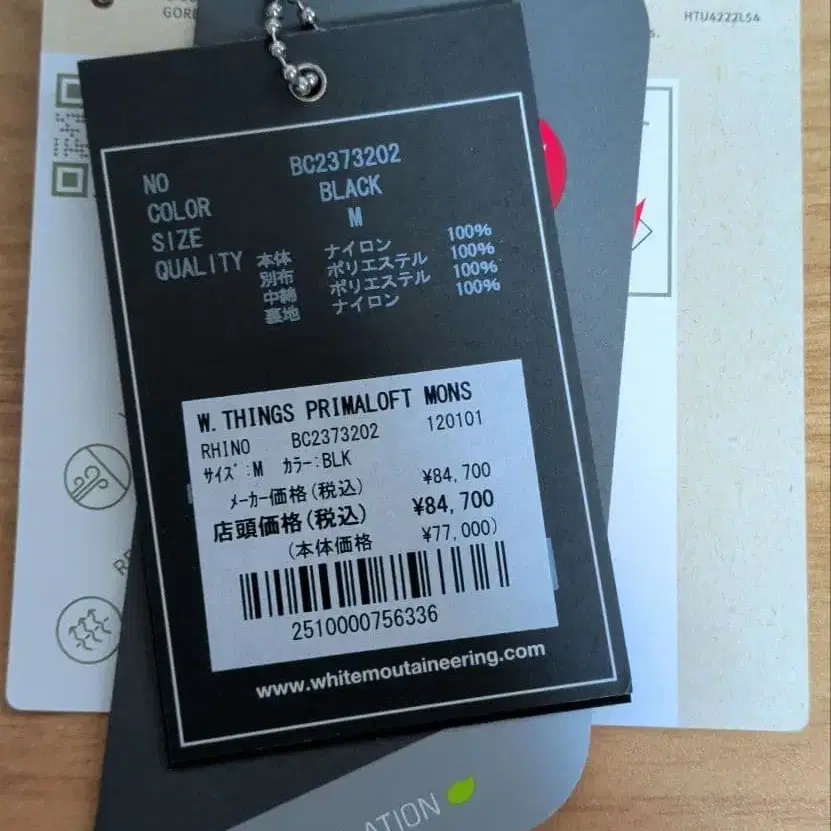 GOR
HTU4222L54
s.
NO BC2373202
COLOR BLACK
SIZE M
QUALITY 本体 ナイロン 100%
別布 ポリエステル 100%
中綿 ポリエステル 100%
裏地 ナイロン 100%
W.THINGS PRIMALOFT MONS
RHINO BC2373202 120101
サイズ:M カラー:BLK
メーカー価格(税込) ¥84,700
店頭価格(税込) ¥84,700
(本体価格 ¥77,000)
2510000756336
www.whitemoutaineering.com
RE
ATION